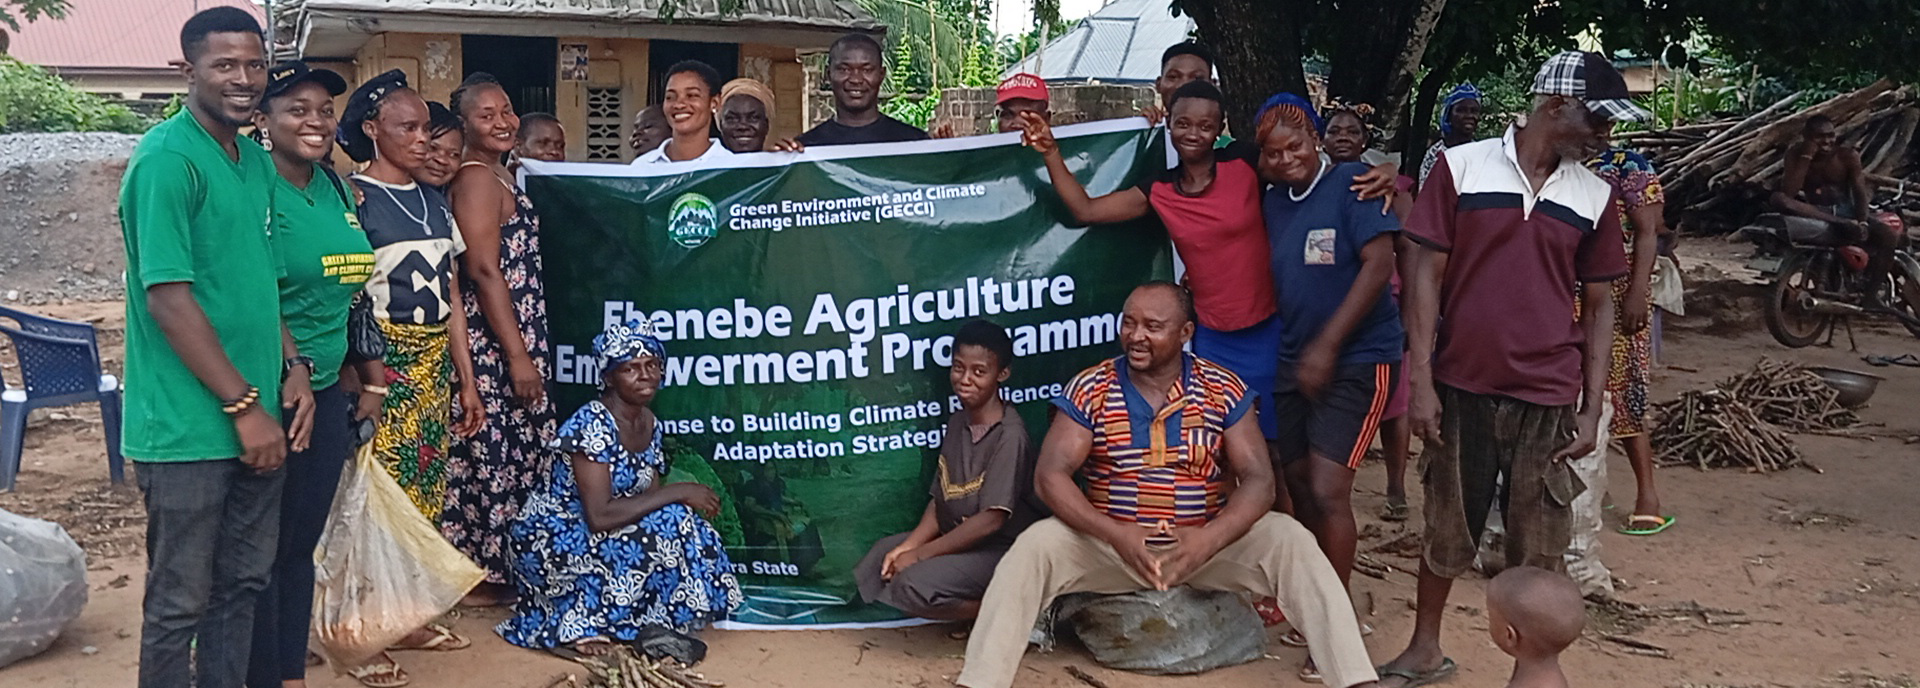 Green Environment and Climate
Change Initiative (GECCI)
GECCI
Ebenebe Agriculture
Empowerment Programme
to Building Climate Resilience
Adaptation
State
GREEN
AND CLIMATE